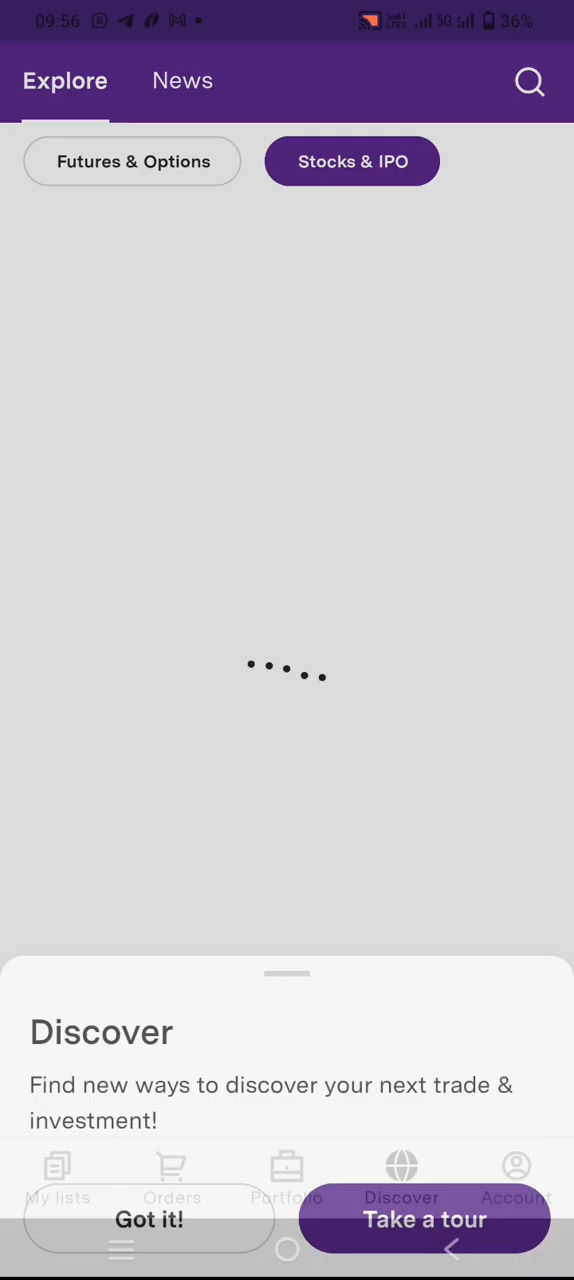 09:56 5G 36%
Explore News
Futures & Options Stocks & IPO
Discover
Find new ways to discover your next trade &
investment!
My lists Orders Portfolio Discover Account
Got it! Take a tour